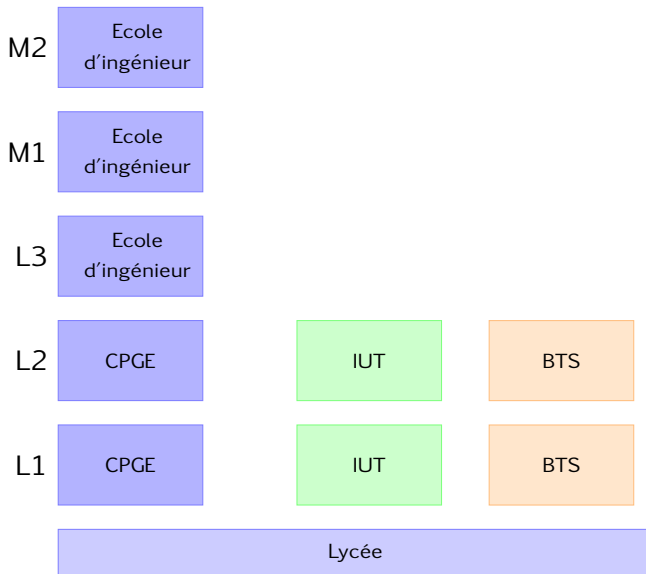 M2
Ecole
d'ingénieur
M1
Ecole
d'ingénieur
L3
Ecole
d'ingénieur
L2 CPGE IUT BTS
L1 CPGE IUT BTS
Lycée